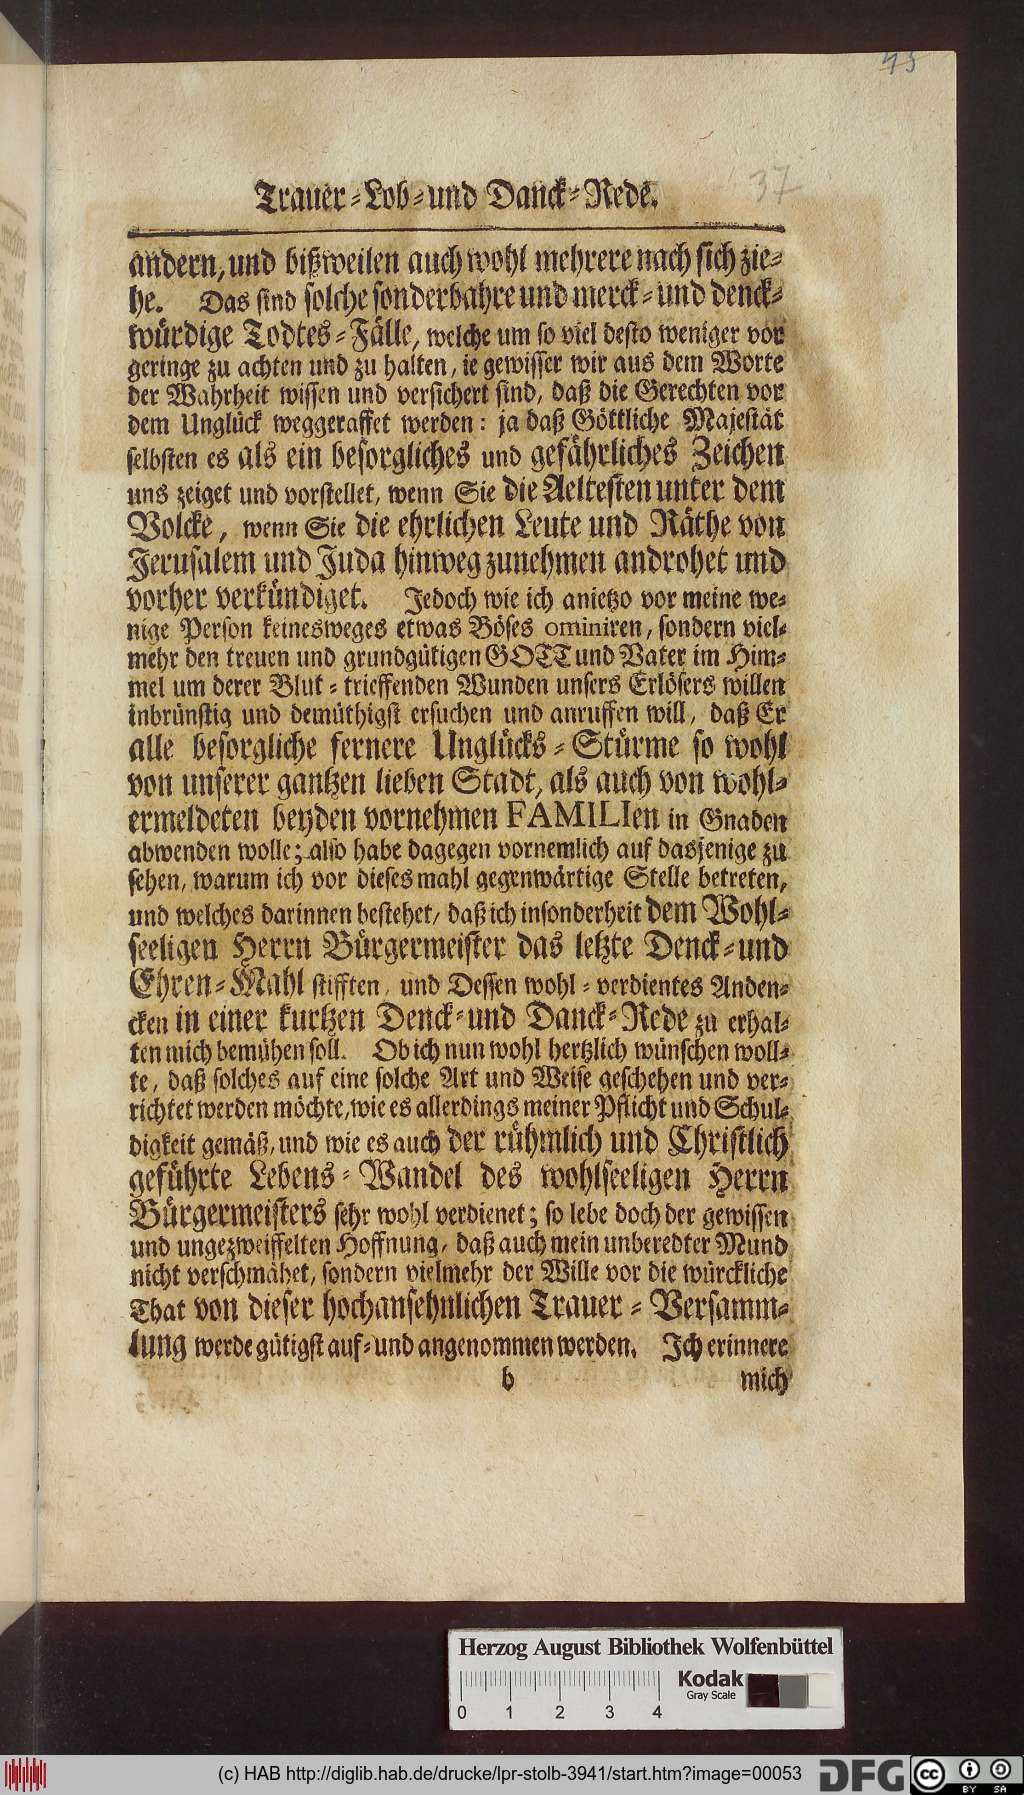 45
37
Trauer-Lob-und Danck-Rede.
andern, und bißweilen auch wohl mehrere nach sich zie-
he. Das sind solche sonderbahre und merck-und denck-
würdige Todtes-Fälle, welche um so viel desto weniger vor
geringe zu achten und zu halten, ie gewisser wir aus dem Worte
der Wahrheit wissen und versichert sind, daß die Gerechten vor
dem Unglück weggeraffet werden: ja daß Göttliche Majestät
selbsten es als ein besorgliches und gefährliches Zeichen
uns zeiget und vorstellet, wenn Sie die Aeltesten unter dem
Volcke, wenn Sie die ehrlichen Leute und Räthe von
Jerusalem und Juda hinweg zunehmen androhet und
vorher verkündiget. Jedoch wie ich anietzo vor meine we-
nige Person keinesweges etwas Böses ominiren, sondern viel-
mehr den treuen und grundgütigen GOTT und Vater im Him-
mel um derer Blut-trieffenden Wunden unsers Erlösers willen
inbrünstig und demüthigst ersuchen und anruffen will, daß Er
alle besorgliche fernere Unglücks-Stürme so wohl
von unserer gantzen lieben Stadt, als auch von wohl-
ermeldeten beyden vornehmen FAMILIen in Gnaden
abwenden wolle; also habe dagegen vornemlich auf dasjenige zu
sehen, warum ich vor dieses mahl gegenwärtige Stelle betreten,
und welches darinnen bestehet, daß ich insonderheit dem Wohl-
seeligen Herrn Bürgermeister das letzte Denck-und
Ehren-Mahl stifften, und Dessen wohl-verdientes Anden-
cken in einer kurtzen Denck-und Danck-Rede zu erhal-
ten mich bemühen soll. Ob ich nun wohl hertzlich wünschen woll-
te, daß solches auf eine solche Art und Weise geschehen und ver-
richtet werden möchte, wie es allerdings meiner Pflicht und Schul-
digkeit gemäß, und wie es auch der rühmlich und Christlich
geführte Lebens-Wandel des wohlseeligen Herrn
Bürgermeisters sehr wohl verdienet; so lebe doch der gewissen
und ungezweiffelten Hoffnung, daß auch mein unberedter Mund
nicht verschmähet, sondern vielmehr der Wille vor die würckliche
That von dieser hochansehnlichen Trauer-Versamm-
lung werde gütigst auf-und angenommen werden. Ich erinnere
b mich
Herzog August Bibliothek Wolfenbüttel
Kodak
Gray Scale
0 1 2 3 4
(c) HAB http://diglib.hab.de/drucke/lpr-stolb-3941/start.htm?image=00053
DFG
cc BY SA